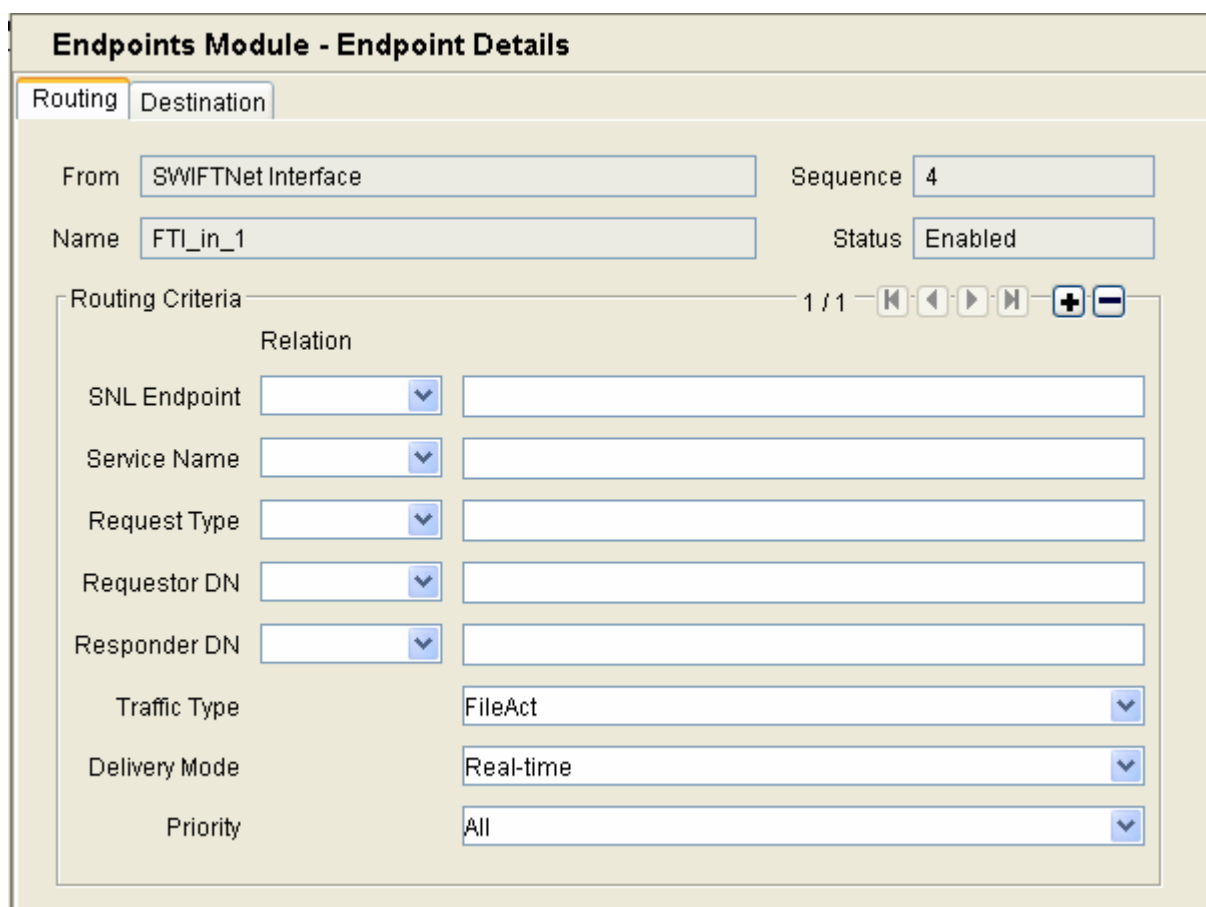 Endpoints Module - Endpoint Details
Routing Destination
From SWIFTNet Interface Sequence 4
Name FTI_in_1 Status Enabled
Routing Criteria 1 / 1
Relation
SNL Endpoint
Service Name
Request Type
Requestor DN
Responder DN
Traffic Type FileAct
Delivery Mode Real-time
Priority All